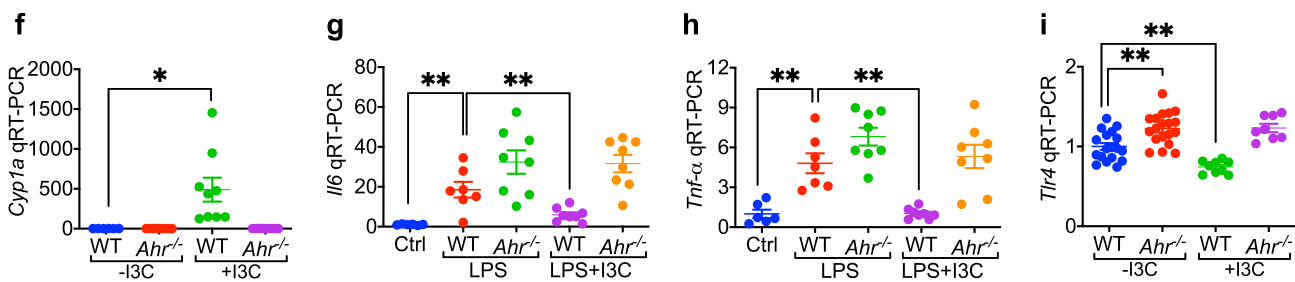 f
Cyp1a qRT-PCR
2000
1500
1000
500
0
*
WT Ahr-/- WT Ahr-/-
-I3C +I3C
g
Il6 qRT-PCR
80
60
40
20
0
** **
Ctrl WT Ahr-/- WT Ahr-/-
LPS LPS+I3C
h
Tnf-α qRT-PCR
12
9
6
3
0
** **
Ctrl WT Ahr-/- WT Ahr-/-
LPS LPS+I3C
i
Tlr4 qRT-PCR
2
1
0
**
**
WT Ahr-/- WT Ahr-/-
-I3C +I3C